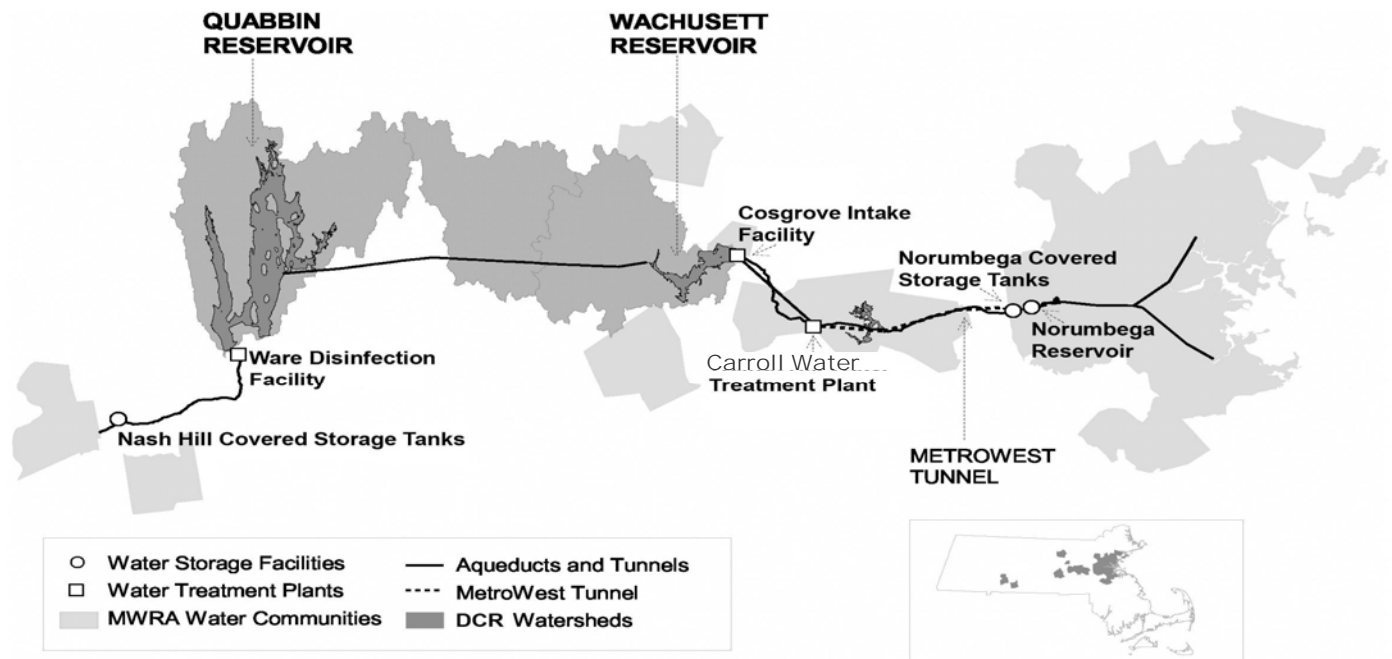 QUABBIN
RESERVOIR
WACHUSETT
RESERVOIR
Cosgrove Intake
Facility
Norumbega Covered
Storage Tanks
Norumbega
Reservoir
Ware Disinfection
Facility
Carroll Water
Treatment Plant
Nash Hill Covered Storage Tanks
METROWEST
TUNNEL
Water Storage Facilities
Water Treatment Plants
MWRA Water Communities
Aqueducts and Tunnels
MetroWest Tunnel
DCR Watersheds